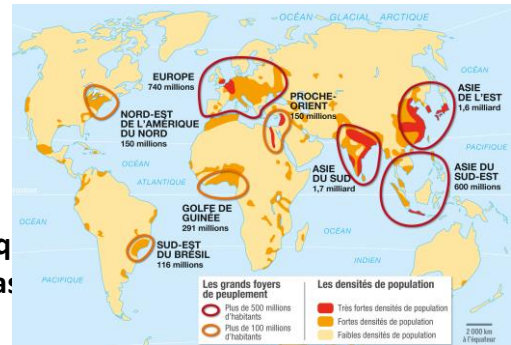 OCÉAN GLACIAL ARCTIQUE
EUROPE
740 millions
NORD-EST
DE L'AMÉRIQUE
DU NORD
150 millions
PROCHE-
ORIENT
150 millions
ASIE
DE L'EST
1,6 milliard
OCÉAN
ATLANTIQUE
ASIE
DU SUD
1,7 milliard
ASIE DU
SUD-EST
600 millions
GOLFE DE
GUINÉE
291 millions
SUD-EST
DU BRÉSIL
116 millions
OCÉAN
PACIFIQUE
OCÉAN
INDIEN
OCÉAN
PACIFIQUE
Les grands foyers
de peuplement
Plus de 500 millions
d'habitants
Plus de 100 millions
d'habitants
Les densités de population
Très fortes densités de population
Fortes densités de population
Faibles densités de population
2 000 km
à l'équateur